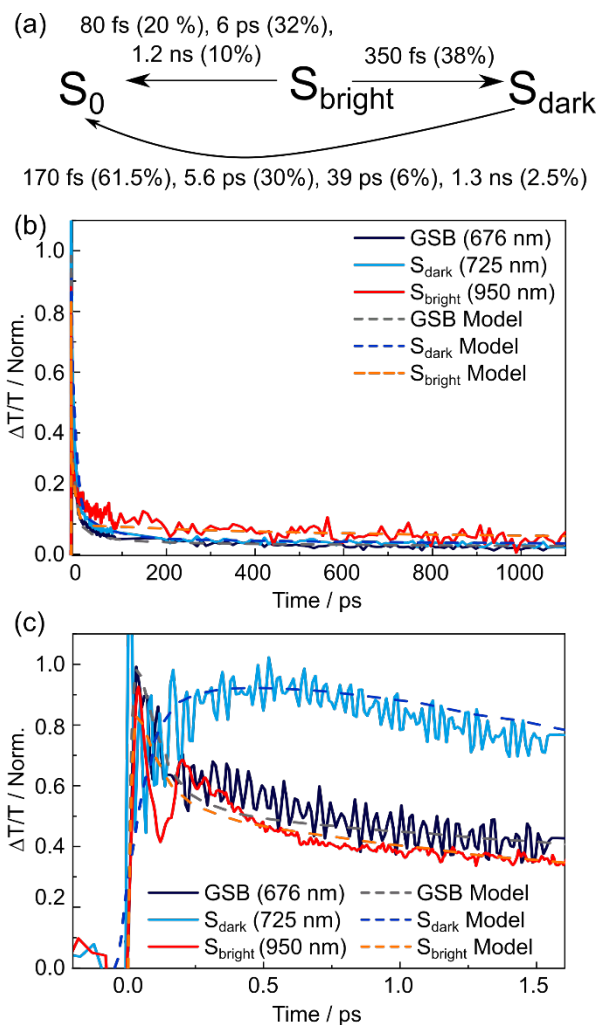 (a)
80 fs (20 %), 6 ps (32%),
1.2 ns (10%)
350 fs (38%)
S0
Sbright
Sdark
170 fs (61.5%), 5.6 ps (30%), 39 ps (6%), 1.3 ns (2.5%)
(b)
GSB (676 nm)
Sdark (725 nm)
Sbright (950 nm)
GSB Model
Sdark Model
Sbright Model
1.0
0.8
0.6
0.4
0.2
0.0
ΔT/T / Norm.
0 200 400 600 800 1000
Time / ps
(c)
1.0
0.8
0.6
0.4
0.2
0.0
ΔT/T / Norm.
GSB (676 nm) GSB Model
Sdark (725 nm) Sdark Model
Sbright (950 nm) Sbright Model
0.0 0.5 1.0 1.5
Time / ps